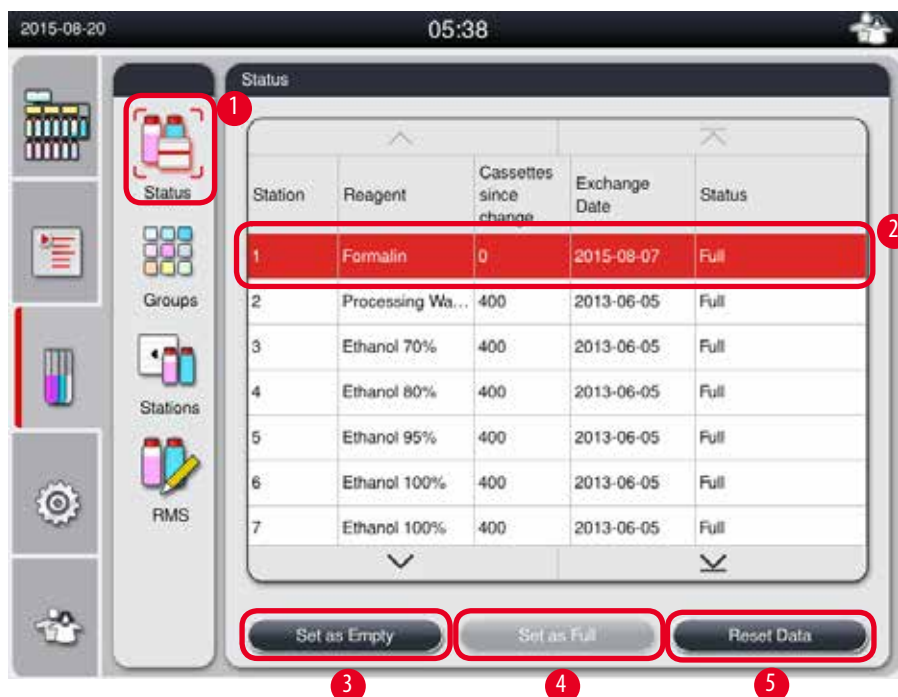 2015-08-20 05:38
Status
1
Status
Groups
Stations
RMS
Station Reagent Cassettes since change Exchange Date Status
1 Formalin 0 2015-08-07 Full
2
2 Processing Wa... 400 2013-06-05 Full
3 Ethanol 70% 400 2013-06-05 Full
4 Ethanol 80% 400 2013-06-05 Full
5 Ethanol 95% 400 2013-06-05 Full
6 Ethanol 100% 400 2013-06-05 Full
7 Ethanol 100% 400 2013-06-05 Full
Set as Empty Set as Full Reset Data
3 4 5